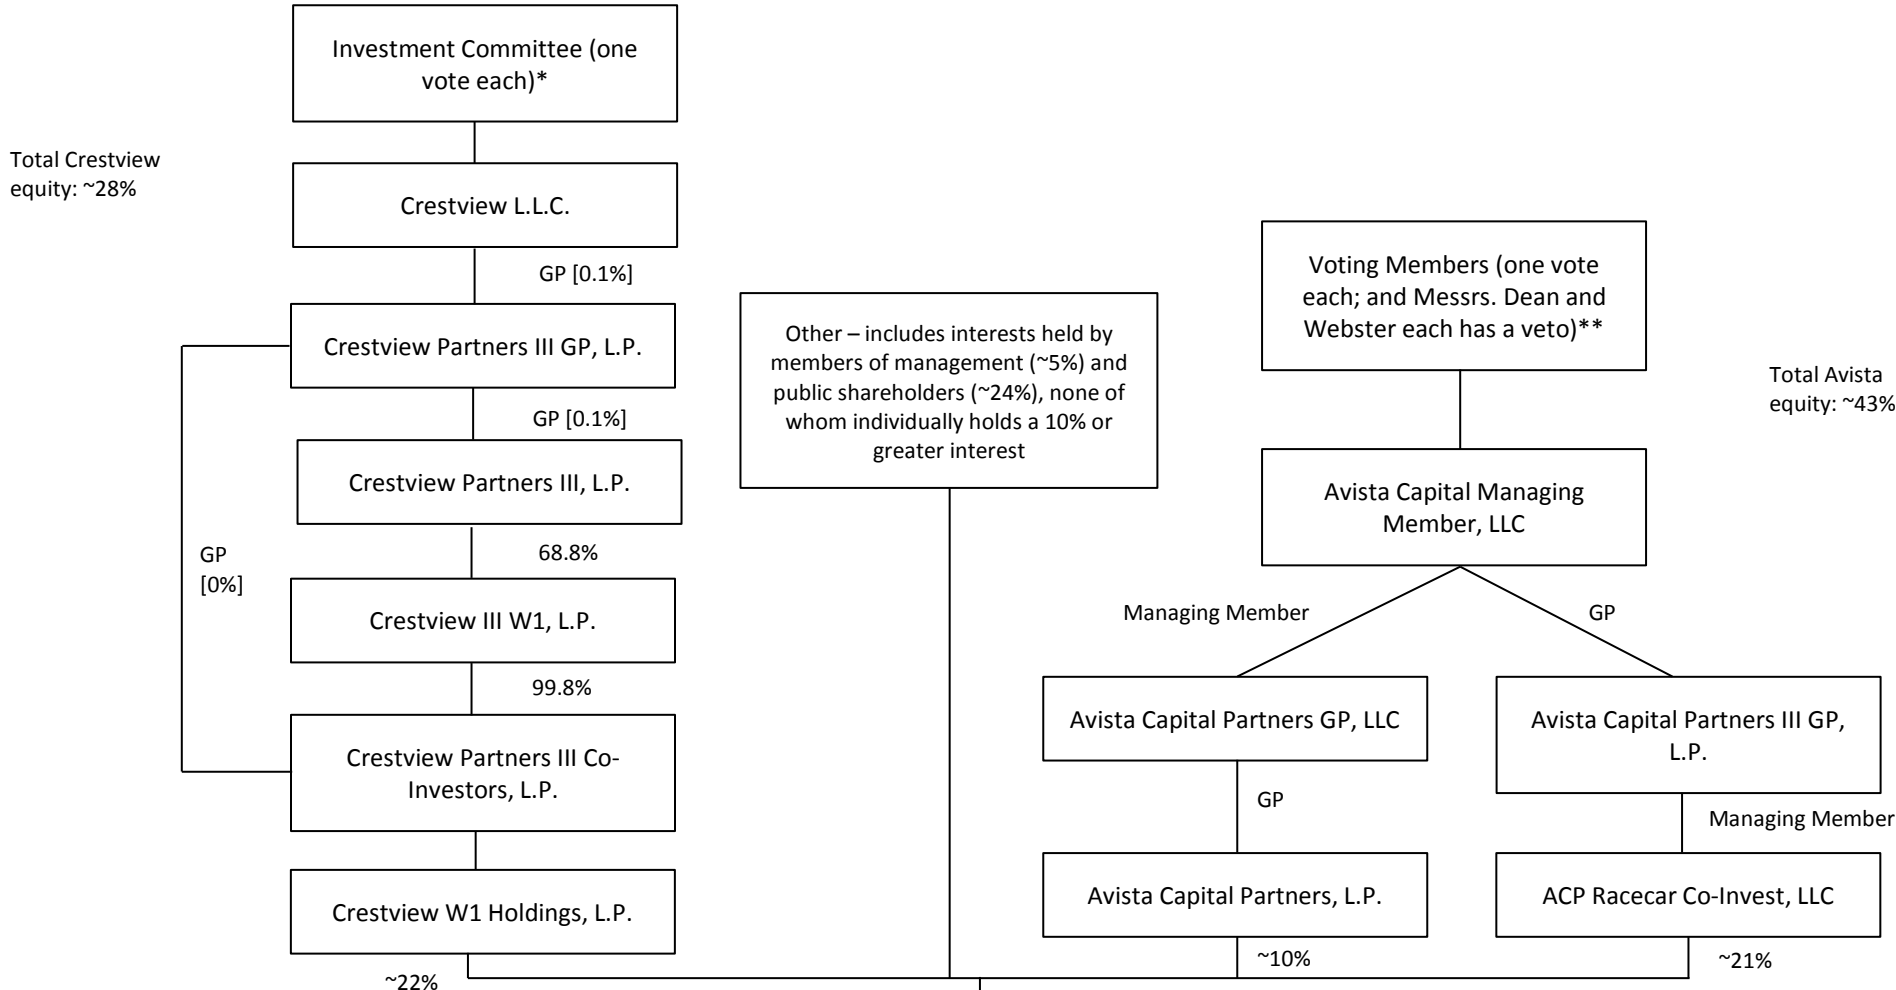 Investment Committee (one
vote each)*
Total Crestview
equity: ~28%
Crestview L.L.C.
GP [0.1%]
Crestview Partners III GP, L.P.
GP [0.1%]
Crestview Partners III, L.P.
GP
[0%]
68.8%
Crestview III W1, L.P.
99.8%
Crestview Partners III Co-
Investors, L.P.
Crestview W1 Holdings, L.P.
~22%
Other – includes interests held by
members of management (~5%) and
public shareholders (~24%), none of
whom individually holds a 10% or
greater interest
Voting Members (one vote
each; and Messrs. Dean and
Webster each has a veto)**
Total Avista
equity: ~43%
Avista Capital Managing
Member, LLC
Managing Member
GP
Avista Capital Partners GP, LLC
Avista Capital Partners III GP,
L.P.
GP
Managing Member
Avista Capital Partners, L.P.
ACP Racecar Co-Invest, LLC
~10%
~21%